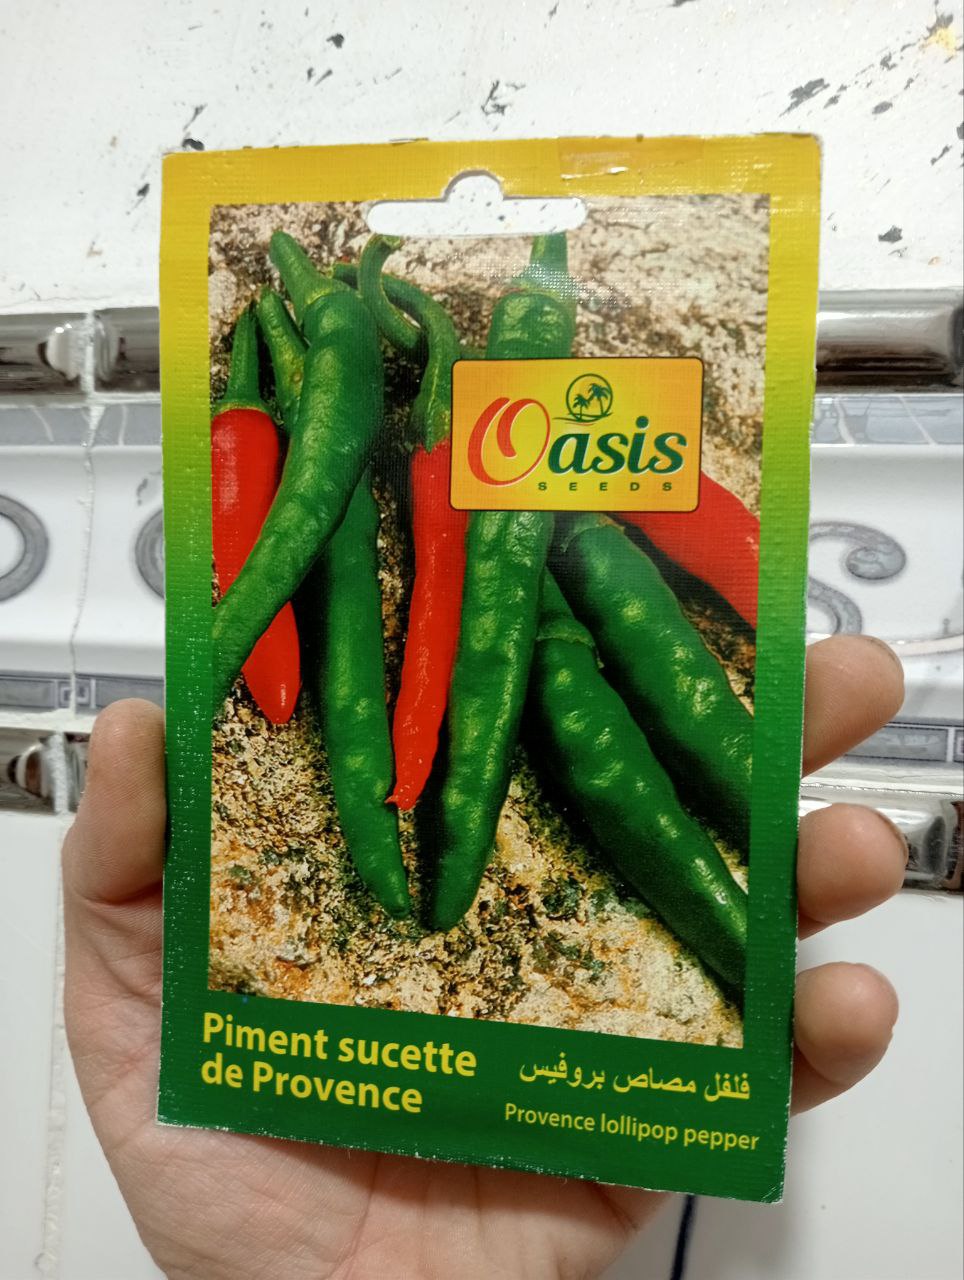 Oasis
SEEDS
Piment sucette
de Provence
فلفل مصاص بروفيس
Provence lollipop pepper